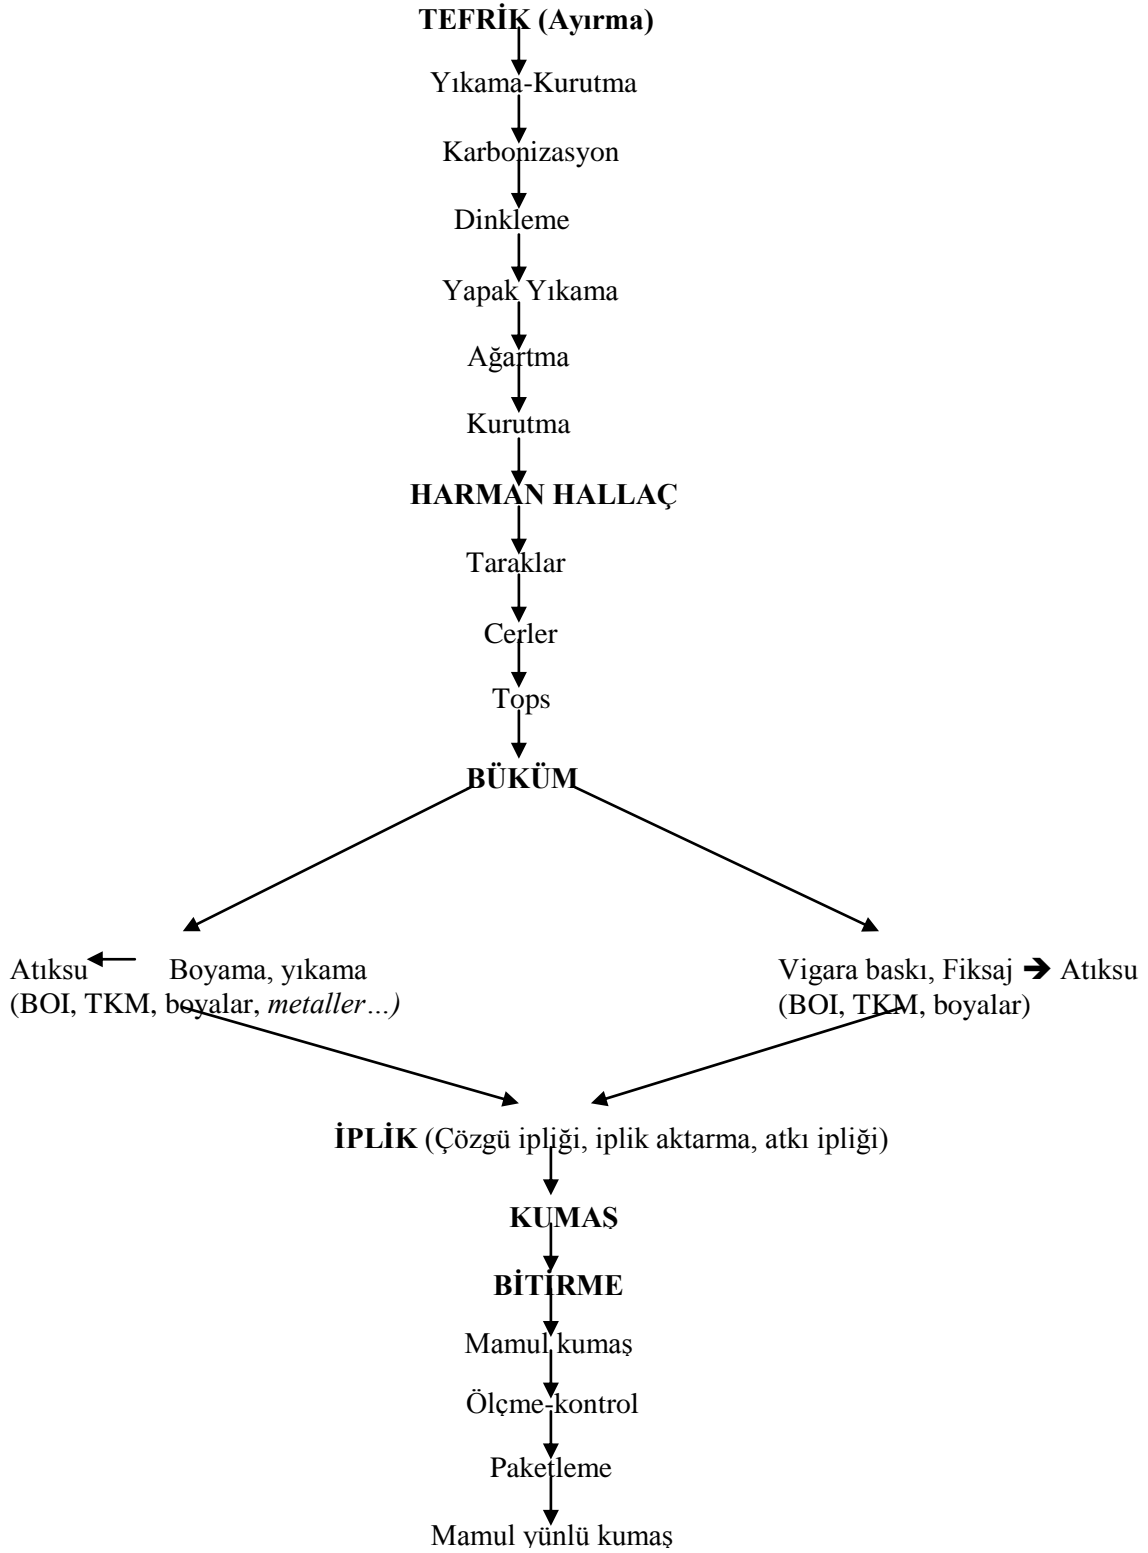 TEFRİK (Ayırma)
Yıkama-Kurutma
Karbonizasyon
Dinkleme
Yapak Yıkama
Ağartma
Kurutma
HARMAN HALLAÇ
Taraklar
Cerler
Tops
BÜKÜM
Atıksu Boyama, yıkama
(BOI, TKM, boyalar, metaller…)
Vigara baskı, Fiksaj ➔ Atıksu
(BOI, TKM, boyalar)
İPLİK (Çözgü ipliği, iplik aktarma, atkı ipliği)
KUMAŞ
BİTİRME
Mamul kumaş
Ölçme-kontrol
Paketleme
Mamul yünlü kumaş